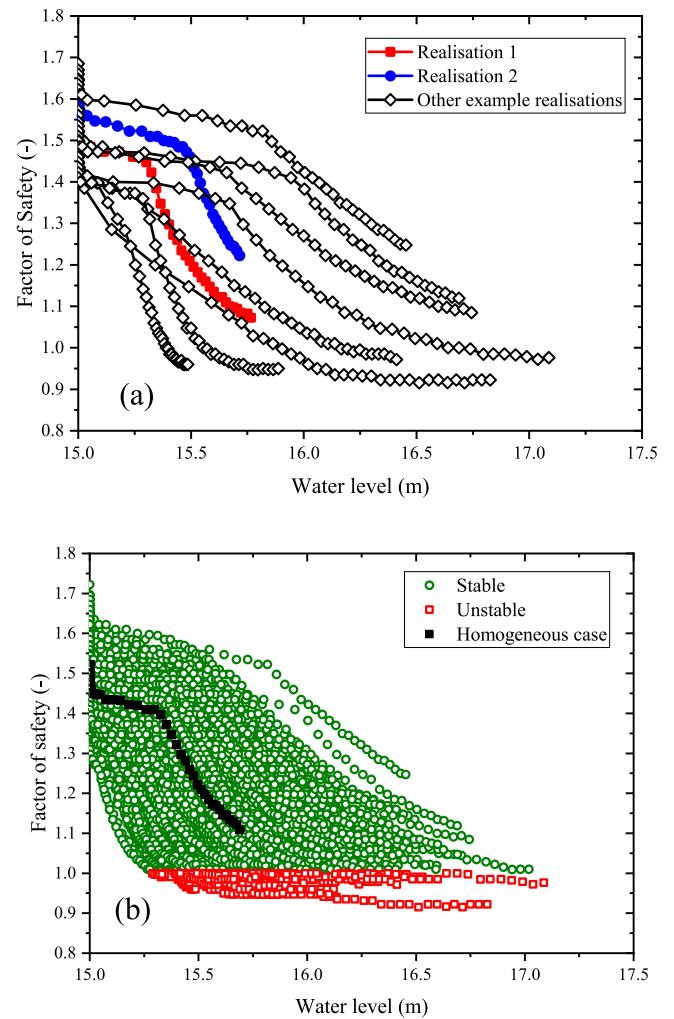 1.8
1.7
1.6
1.5
1.4
1.3
1.2
1.1
1.0
0.9
0.8
Factor of Safety (-)
Realisation 1
Realisation 2
Other example realisations
(a)
15.0 15.5 16.0 16.5 17.0 17.5
Water level (m)
1.8
1.7
1.6
1.5
1.4
1.3
1.2
1.1
1.0
0.9
0.8
Factor of safety (-)
Stable
Unstable
Homogeneous case
(b)
15.0 15.5 16.0 16.5 17.0 17.5
Water level (m)